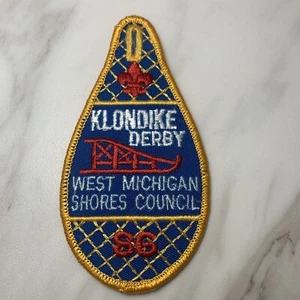 KLONDIKE
DERBY
WEST MICHIGAN
SHORES COUNCIL
86